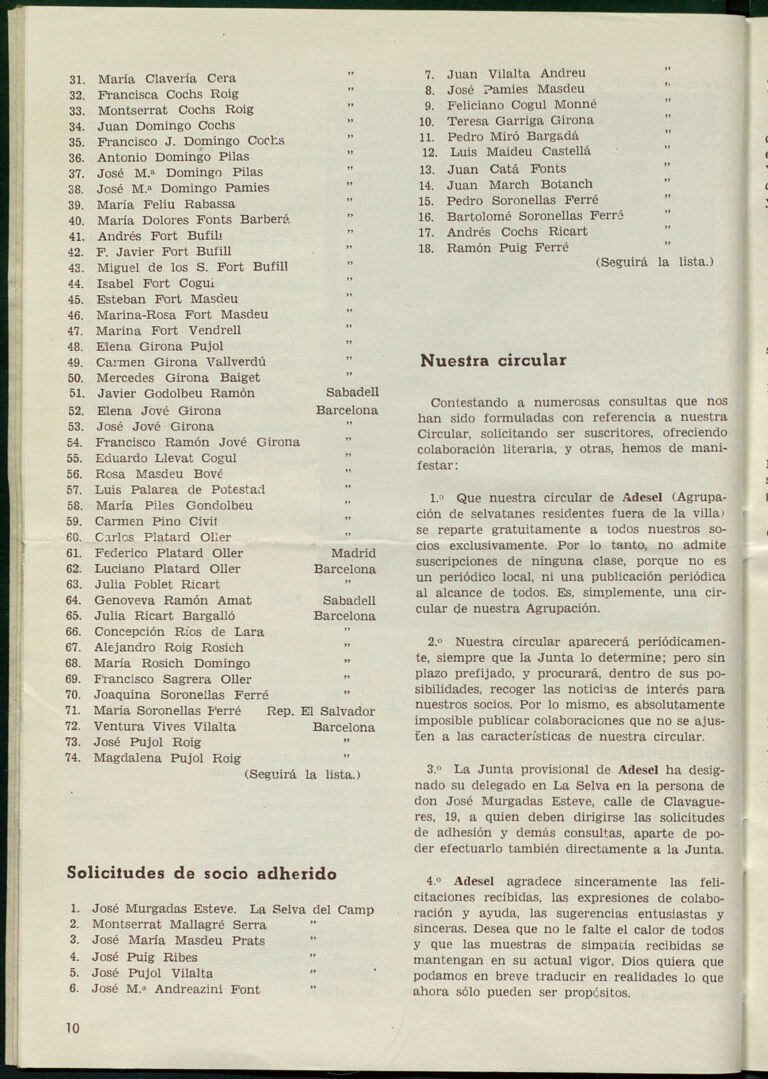 31. María Clavería Cera "
32. Francisca Cochs Roig "
33. Montserrat Cochs Roig "
34. Juan Domingo Cochs "
35. Francisco J. Domingo Cochs "
36. Antonio Domingo Pilas "
37. José M.ª Domingo Pilas "
38. José M.ª Domingo Pamies "
39. María Feliu Rabassa "
40. María Dolores Fonts Barberá "
41. Andrés Fort Bufill "
42. F. Javier Fort Bufill "
43. Miguel de los S. Fort Bufill "
44. Isabel Fort Cogul "
45. Esteban Fort Masdeu "
46. Marina-Rosa Fort Masdeu "
47. Marina Fort Vendrell "
48. Elena Girona Pujol "
49. Carmen Girona Vallverdú "
50. Mercedes Girona Baiget "
51. Javier Godolbeu Ramón Sabadell
52. Elena Jové Girona Barcelona
53. José Jové Girona "
54. Francisco Ramón Jové Girona "
55. Eduardo Llevat Cogul "
56. Rosa Masdeu Bové "
57. Luis Palarea de Potestad "
58. María Piles Gondolbeu "
59. Carmen Pino Civit "
60. Carlos Platard Oller "
61. Federico Platard Oller Madrid
62. Luciano Platard Oller Barcelona
63. Julia Poblet Ricart "
64. Genoveva Ramón Amat Sabadell
65. Julia Ricart Bargalló Barcelona
66. Concepción Ríos de Lara "
67. Alejandro Roig Rosich "
68. María Rosich Domingo "
69. Francisco Sagrera Oller "
70. Joaquina Soronellas Ferré "
71. María Soronellas Ferré Rep. El Salvador
72. Ventura Vives Vilalta Barcelona
73. José Pujol Roig "
74. Magdalena Pujol Roig "
(Seguirá la lista.)
Solicitudes de socio adherido
1. José Murgadas Esteve. La Selva del Camp
2. Montserrat Mallagré Serra "
3. José María Masdeu Prats "
4. José Puig Ribes "
5. José Pujol Vilalta "
6. José M.ª Andreazini Font "
10
7. Juan Vilalta Andreu "
8. José Pamies Masdeu "
9. Feliciano Cogul Monné "
10. Teresa Garriga Girona "
11. Pedro Miró Bargadá "
12. Luis Maideu Castellá "
13. Juan Catá Fonts "
14. Juan March Botanch "
15. Pedro Soronellas Ferré "
16. Bartolomé Soronellas Ferré "
17. Andrés Cochs Ricart "
18. Ramón Puig Ferré "
(Seguirá la lista.)
Nuestra circular
Contestando a numerosas consultas que nos
han sido formuladas con referencia a nuestra
Circular, solicitando ser suscritores, ofreciendo
colaboración literaria, y otras, hemos de mani-
festar:
1.º Que nuestra circular de Adesel (Agrupa-
ción de selvatanes residentes fuera de la villa)
se reparte gratuitamente a todos nuestros so-
cios exclusivamente. Por lo tanto, no admite
suscripciones de ninguna clase, porque no es
un periódico local, ni una publicación periódica
al alcance de todos. Es, simplemente, una cir-
cular de nuestra Agrupación.
2.º Nuestra circular aparecerá periódicamen-
te, siempre que la Junta lo determine; pero sin
plazo prefijado, y procurará, dentro de sus po-
sibilidades, recoger las noticias de interés para
nuestros socios. Por lo mismo, es absolutamente
imposible publicar colaboraciones que no se ajus-
ten a las características de nuestra circular.
3.º La Junta provisional de Adesel ha desig-
nado su delegado en La Selva en la persona de
don José Murgadas Esteve, calle de Clavague-
res, 19, a quien deben dirigirse las solicitudes
de adhesión y demás consultas, aparte de po-
der efectuarlo también directamente a la Junta.
4.º Adesel agradece sinceramente las feli-
citaciones recibidas, las expresiones de colabo-
ración y ayuda, las sugerencias entusiastas y
sinceras. Desea que no le falte el calor de todos
y que las muestras de simpatía recibidas se
mantengan en su actual vigor. Dios quiera que
podamos en breve traducir en realidades lo que
ahora sólo pueden ser propósitos.